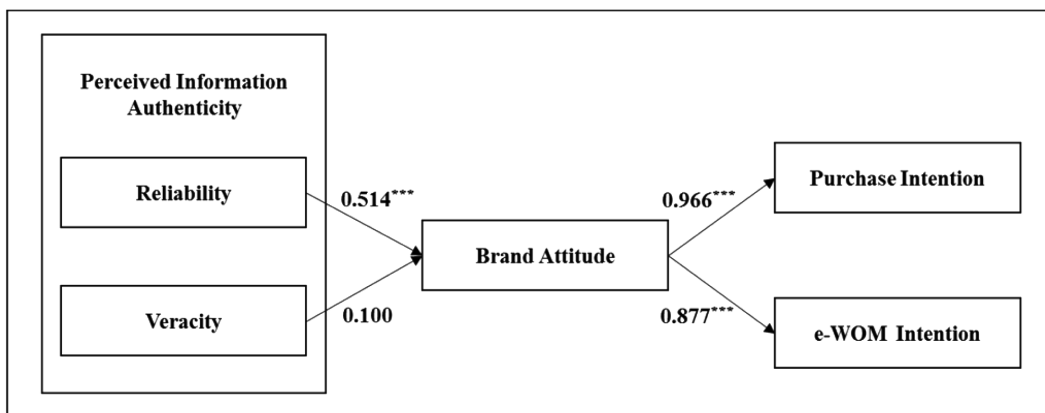 Perceived Information
Authenticity
Reliability
Veracity
0.514***
0.100
Brand Attitude
0.966***
0.877***
Purchase Intention
e-WOM Intention